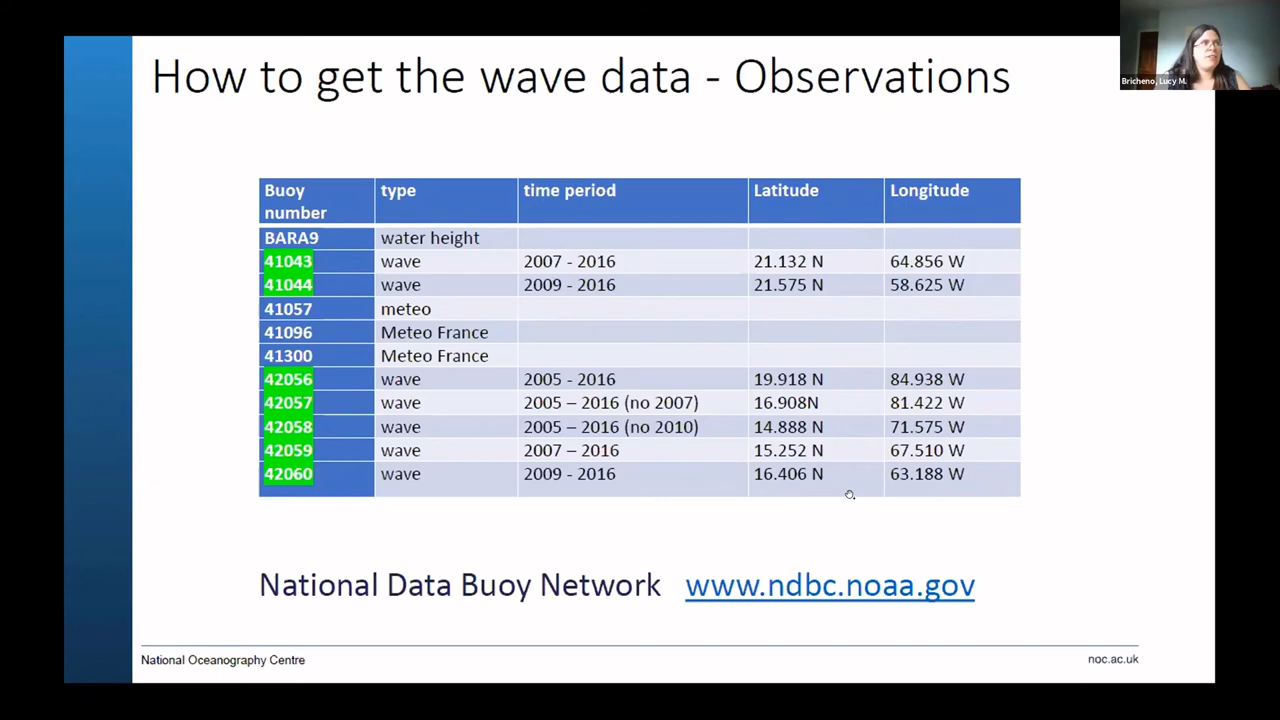 How to get the wave data - Observations
Bricheno, Lucy M.
Buoy number type time period Latitude Longitude
BARA9 water height
41043 wave 2007 - 2016 21.132 N 64.856 W
41044 wave 2009 - 2016 21.575 N 58.625 W
41057 meteo
41096 Meteo France
41300 Meteo France
42056 wave 2005 - 2016 19.918 N 84.938 W
42057 wave 2005 – 2016 (no 2007) 16.908N 81.422 W
42058 wave 2005 – 2016 (no 2010) 14.888 N 71.575 W
42059 wave 2007 – 2016 15.252 N 67.510 W
42060 wave 2009 - 2016 16.406 N 63.188 W
National Data Buoy Network www.ndbc.noaa.gov
National Oceanography Centre noc.ac.uk